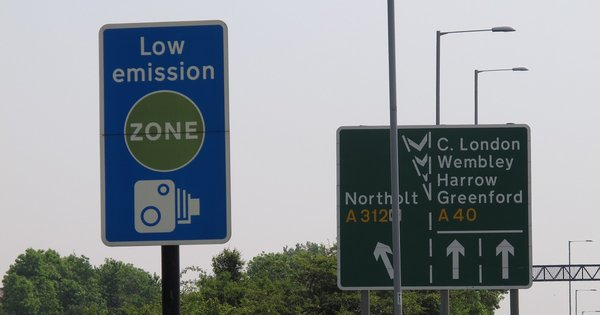 Low
emission
ZONE
C. London
Wembley
Harrow
Northolt Greenford
A 312 A 40